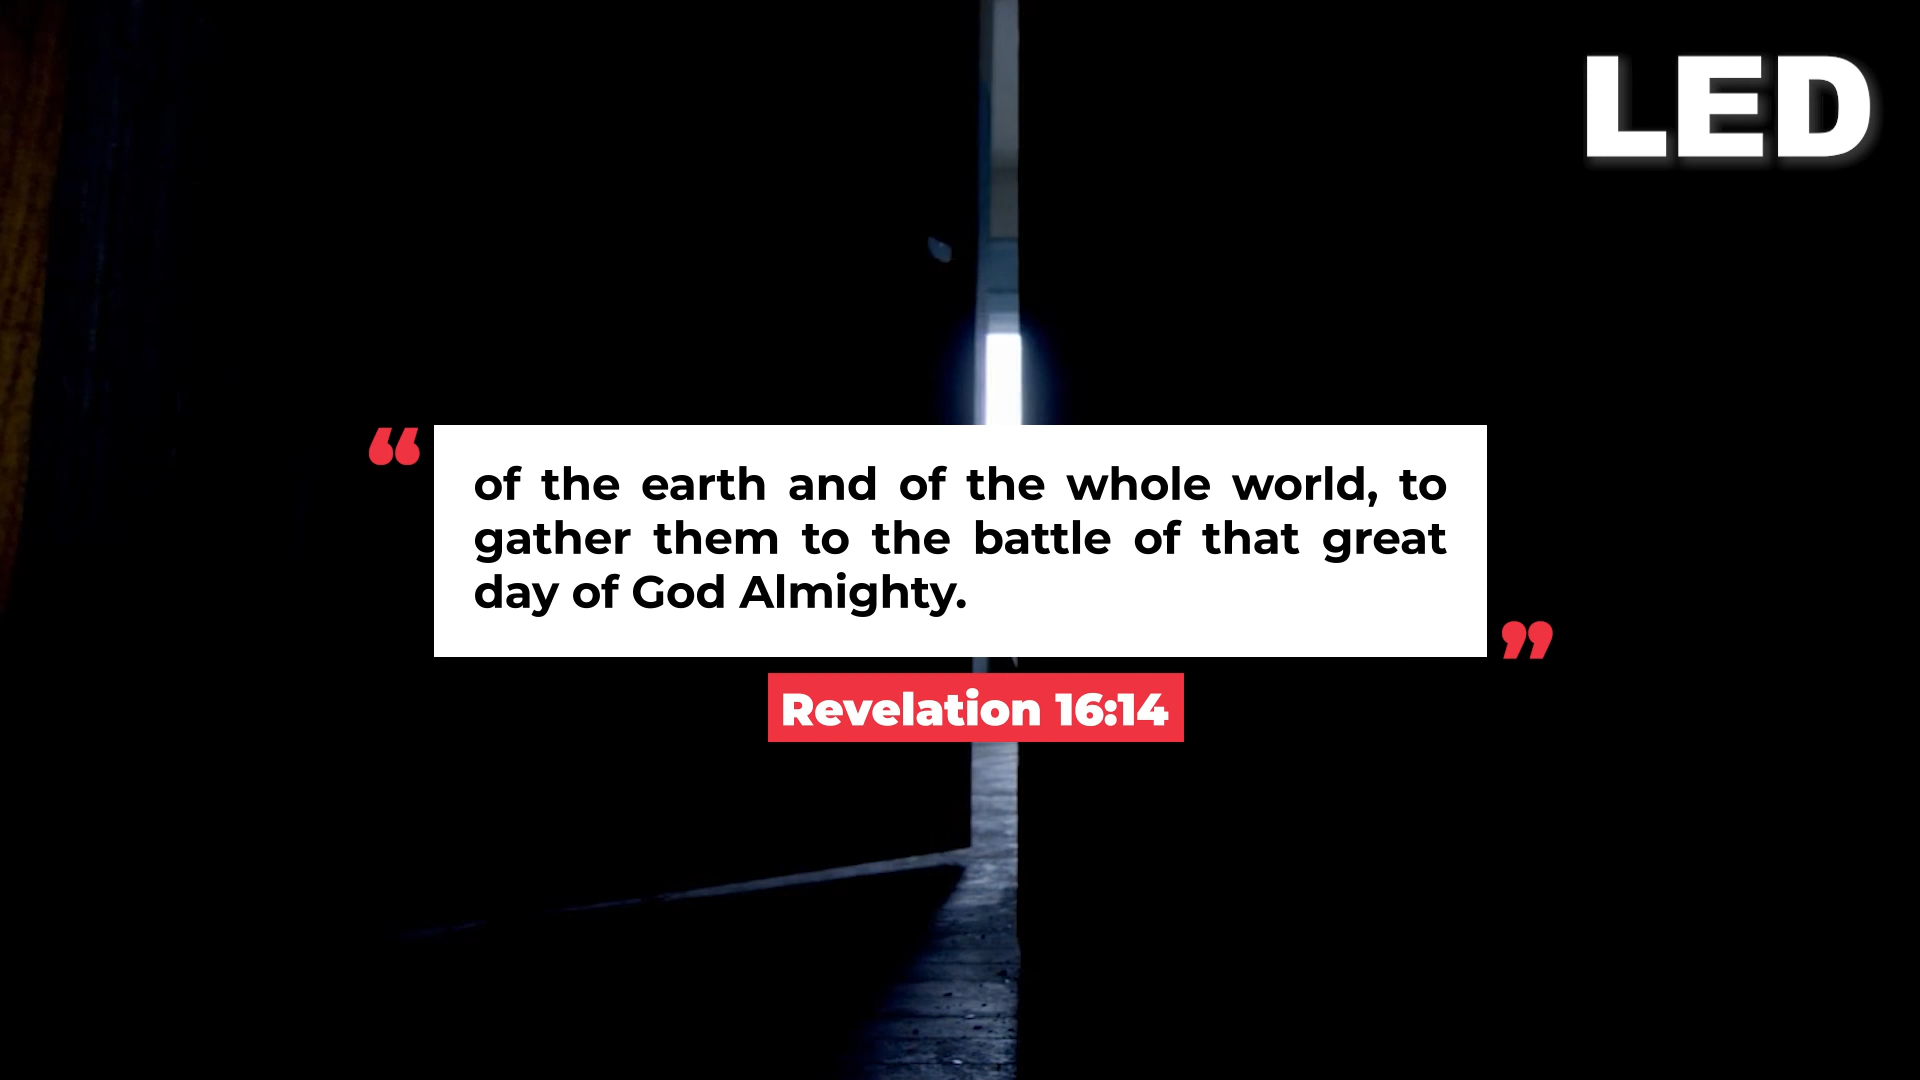 LED
“
of the earth and of the whole world, to
gather them to the battle of that great
day of God Almighty.
”
Revelation 16:14